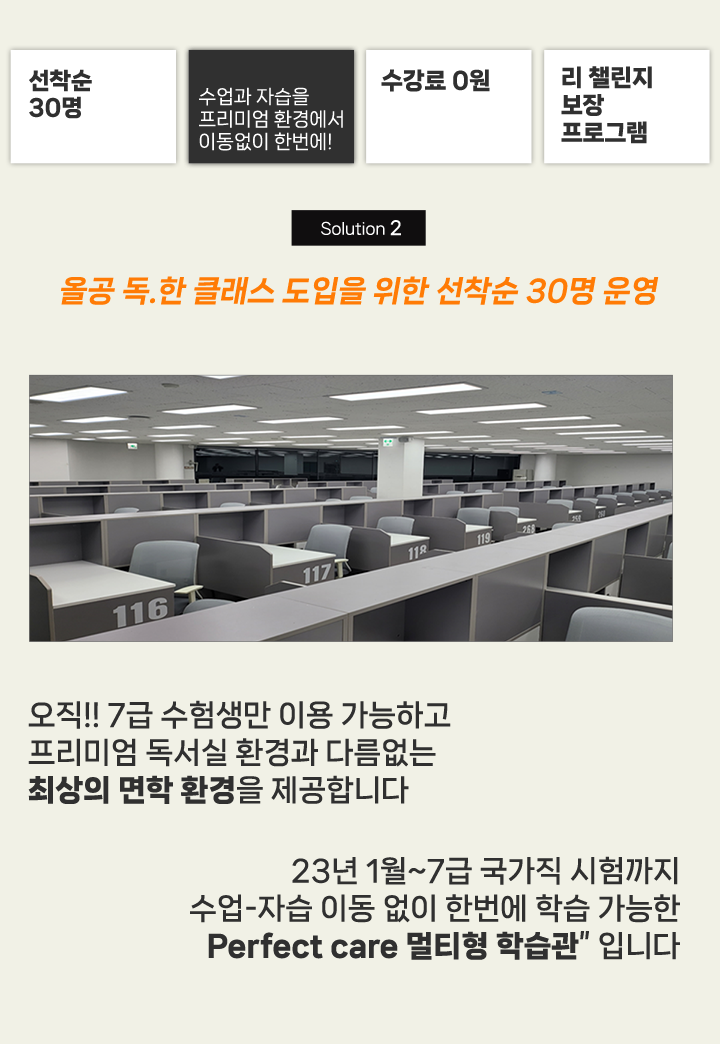 선착순
30명
수업과 자습을
프리미엄 환경에서
이동없이 한번에!
수강료 0원
리 챌린지
보장
프로그램
Solution 2
올공 독.한 클래스 도입을 위한 선착순 30명 운영
116
117
118
119
268
오직!! 7급 수험생만 이용 가능하고
프리미엄 독서실 환경과 다름없는
최상의 면학 환경을 제공합니다
23년 1월~7급 국가직 시험까지
수업-자습 이동 없이 한번에 학습 가능한
Perfect care 멀티형 학습관" 입니다